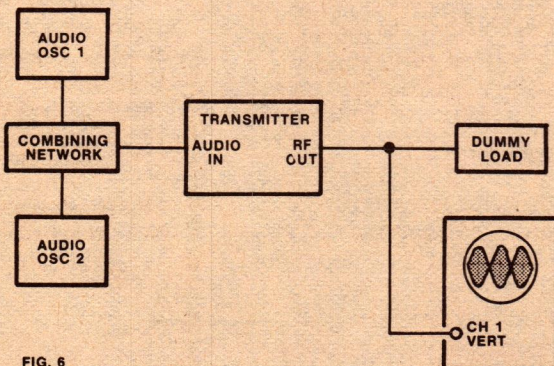 AUDIO
OSC 1
COMBINING
NETWORK
AUDIO
OSC 2
TRANSMITTER
AUDIO
IN
RF
OUT
DUMMY
LOAD
CH 1
VERT
FIG. 6